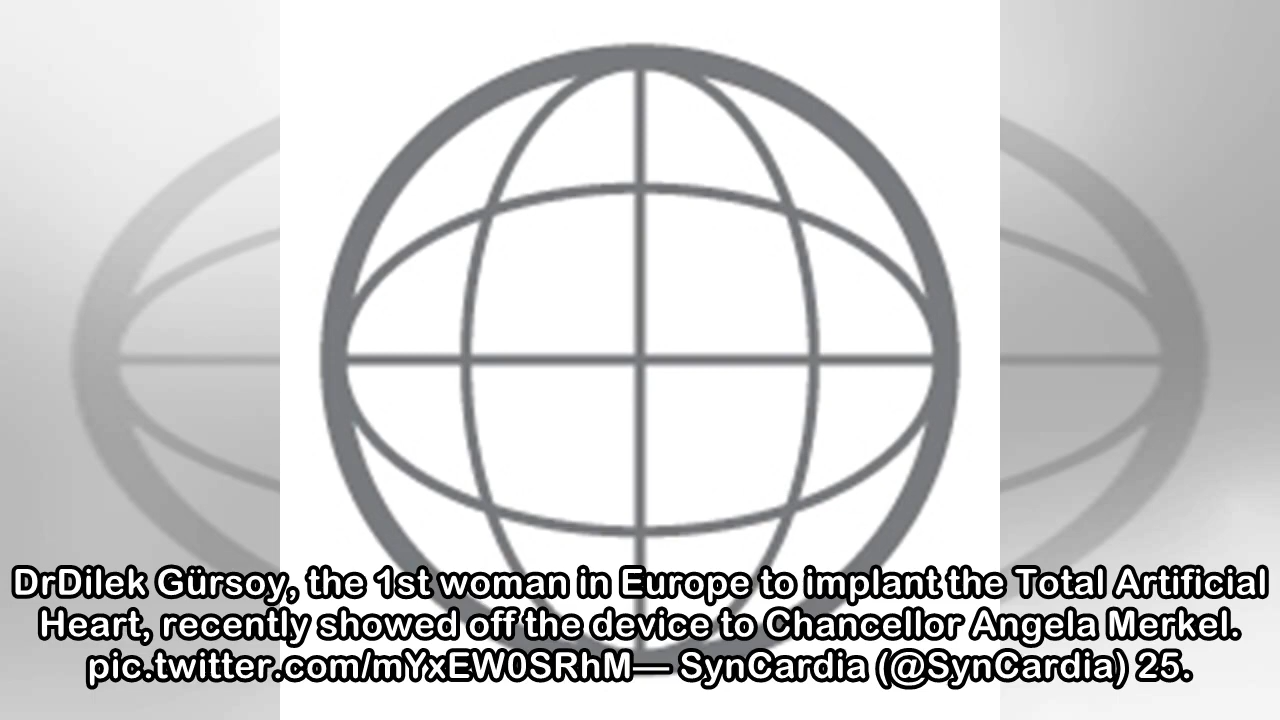 DrDilek Gürsoy, the 1st woman in Europe to implant the Total Artificial
Heart, recently showed off the device to Chancellor Angela Merkel.
pic.twitter.com/mYxEW0SRhM— SynCardia (@SynCardia) 25.